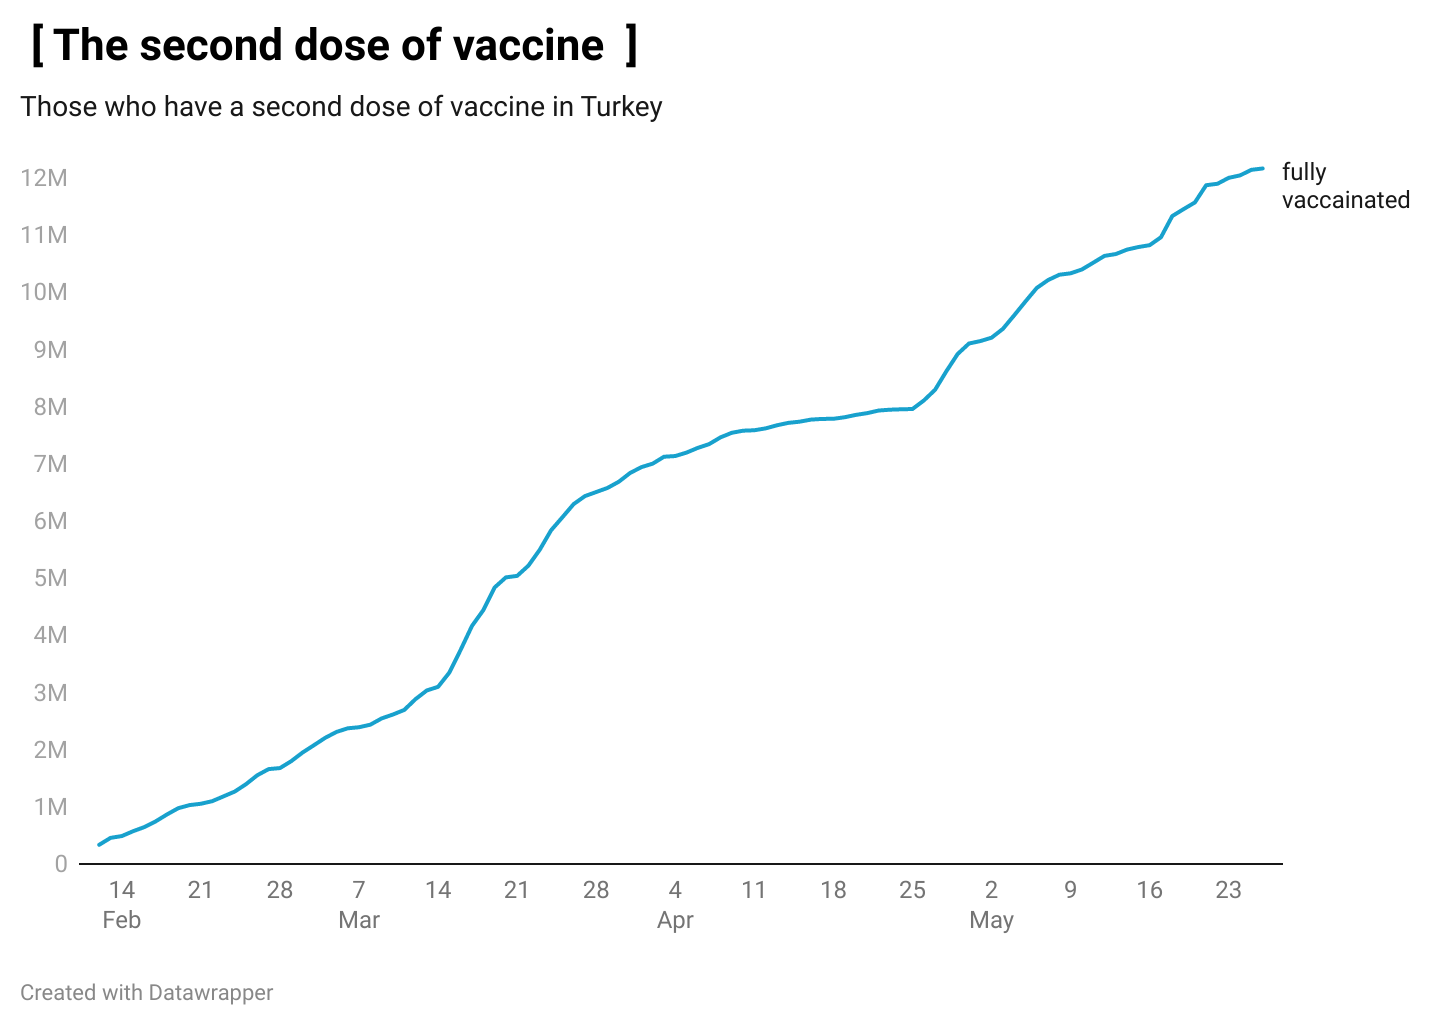 [ The second dose of vaccine ]
Those who have a second dose of vaccine in Turkey
12M
11M
10M
9M
8M
7M
6M
5M
4M
3M
2M
1M
0
fully
vaccainated
14 21 28 7 14 21 28 4 11 18 25 2 9 16 23
Feb Mar Apr May
Created with Datawrapper